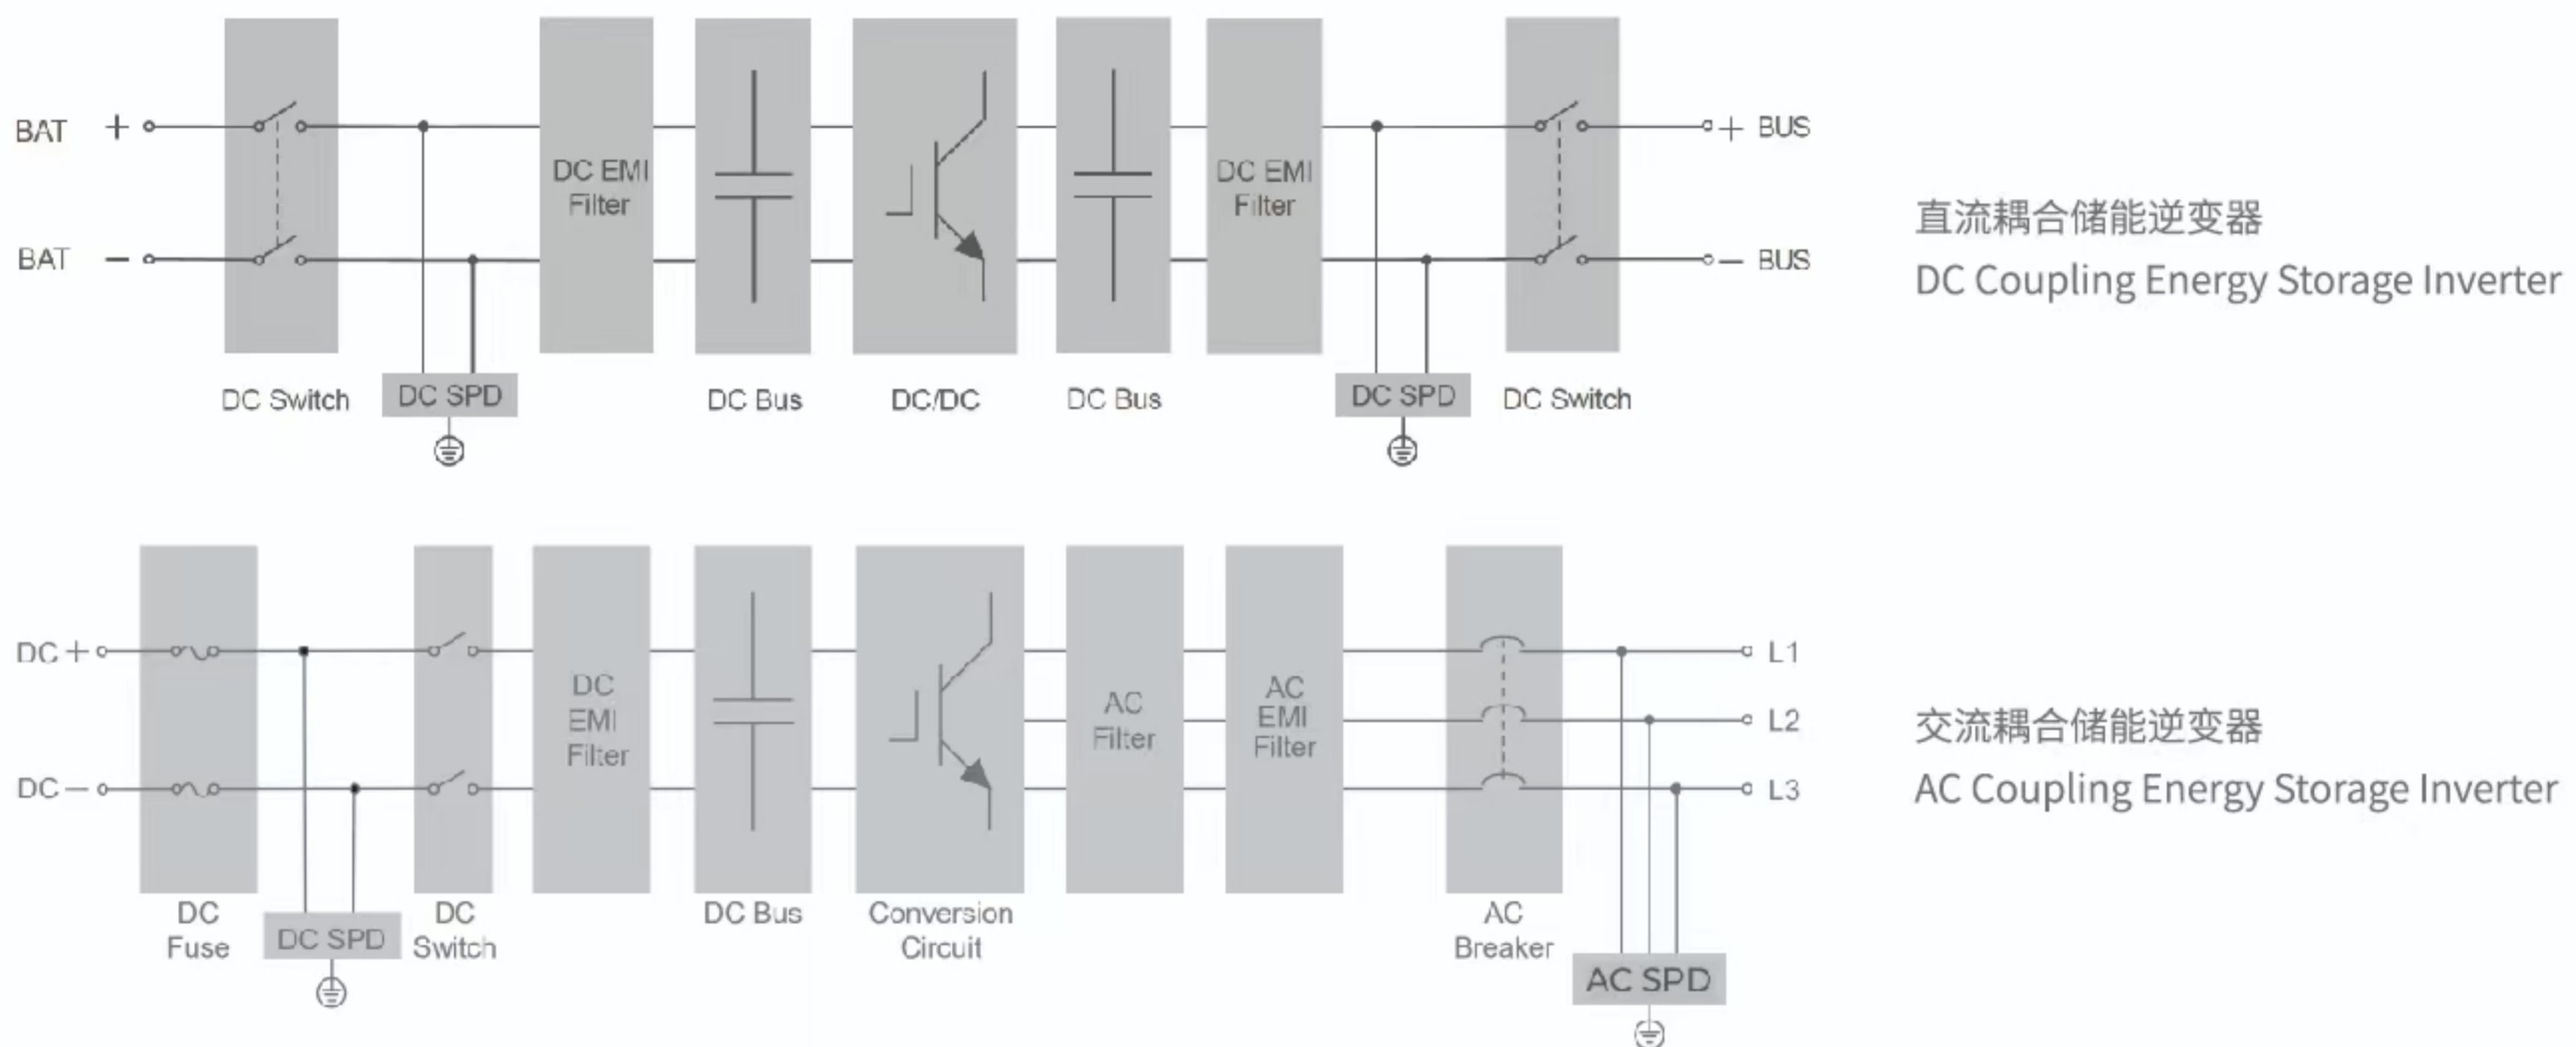 BAT +
+ BUS
DC EMI
Filter
DC EMI
Filter
BAT −
− BUS
DC Switch
DC SPD
DC Bus
DC/DC
DC Bus
DC SPD
DC Switch
直流耦合储能逆变器
DC Coupling Energy Storage Inverter
DC +
L1
DC
EMI
Filter
AC
Filter
AC
EMI
Filter
L2
DC −
L3
DC
Fuse
DC SPD
DC
Switch
DC Bus
Conversion
Circuit
AC
Breaker
AC SPD
交流耦合储能逆变器
AC Coupling Energy Storage Inverter